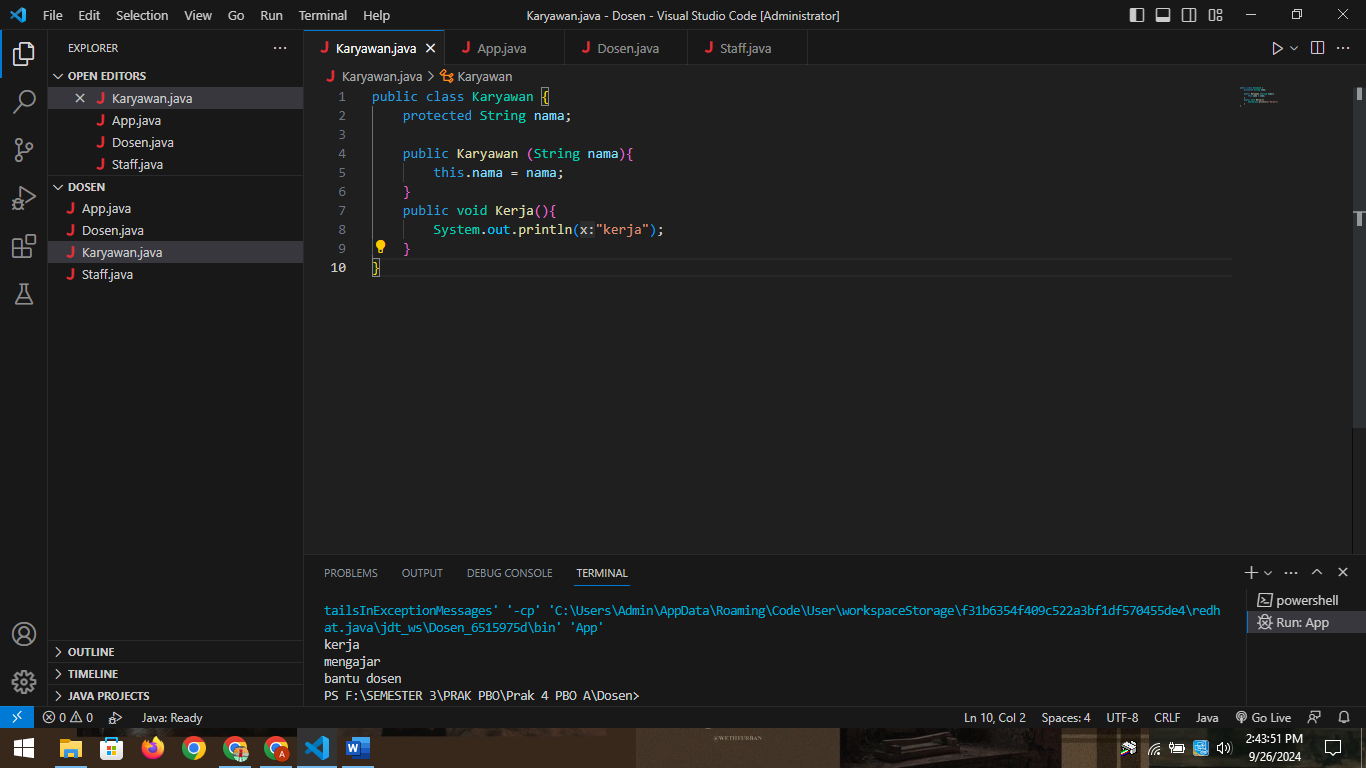 File Edit Selection View Go Run Terminal Help
Karyawan.java - Dosen - Visual Studio Code [Administrator]
EXPLORER
OPEN EDITORS
Karyawan.java
App.java
Dosen.java
Staff.java
DOSEN
App.java
Dosen.java
Karyawan.java
Staff.java
OUTLINE
TIMELINE
JAVA PROJECTS
Karyawan.java App.java Dosen.java Staff.java
Karyawan.java > Karyawan
1 public class Karyawan {
2 protected String nama;
3
4 public Karyawan (String nama){
5 this.nama = nama;
6 }
7 public void Kerja(){
8 System.out.println(x:"kerja");
9 }
10 }
PROBLEMS OUTPUT DEBUG CONSOLE TERMINAL
tailsInExceptionMessages' '-cp' 'C:\Users\Admin\AppData\Roaming\Code\User\workspaceStorage\f31b6354f409c522a3bf1df570455de4\redh
at.java\jdt_ws\Dosen_6515975d\bin' 'App'
kerja
mengajar
bantu dosen
PS F:\SEMESTER 3\PRAK PBO\Prak 4 PBO A\Dosen>
powershell
Run: App
0 0 Java: Ready
Ln 10, Col 2 Spaces: 4 UTF-8 CRLF Java Go Live
2:43:51 PM
9/26/2024